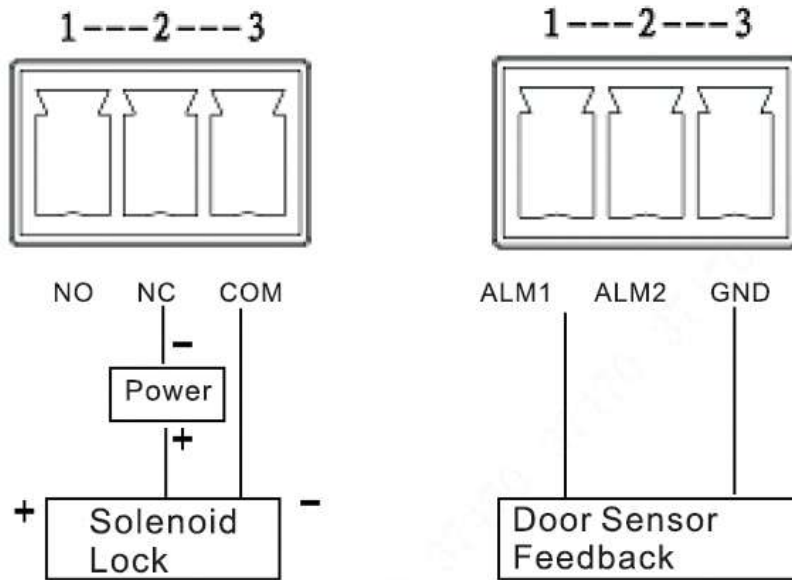 1---2---3
1---2---3
NO NC COM
ALM1 ALM2 GND
-
Power
+
+ -
Solenoid
Lock
Door Sensor
Feedback